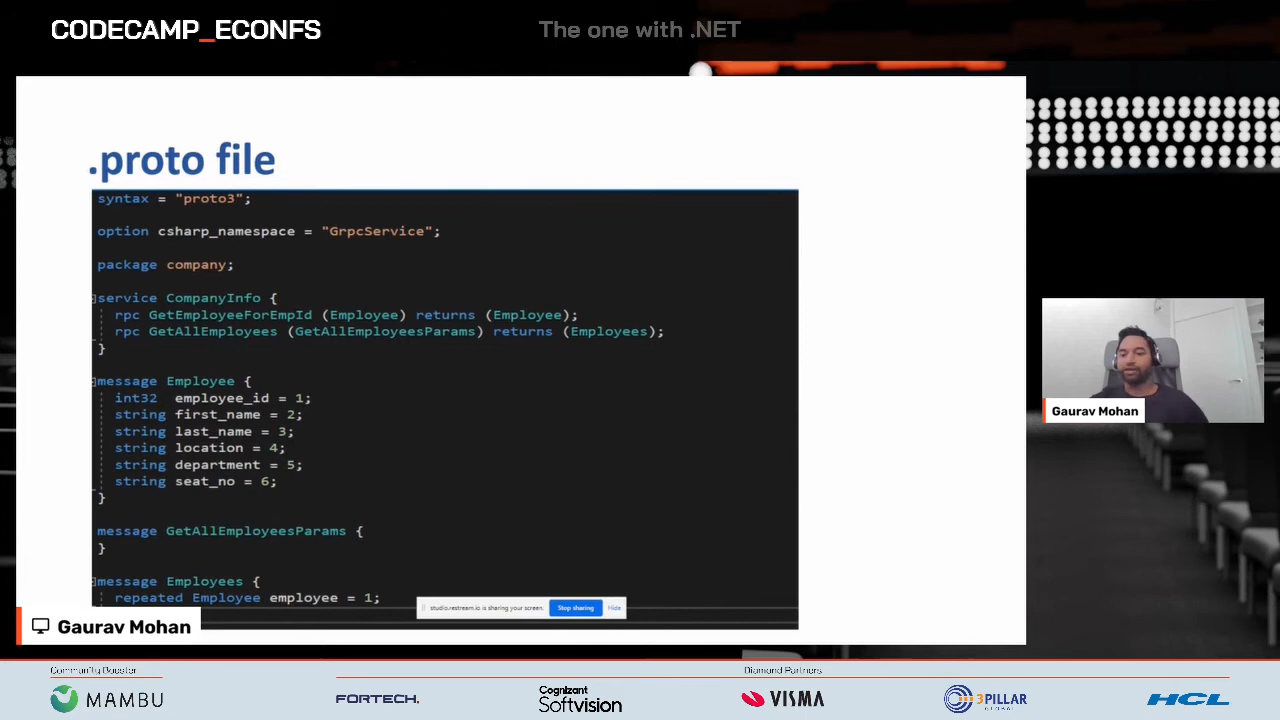 CODECAMP_ECONFS
The one with .NET
.proto file
syntax = "proto3";
option csharp_namespace = "GrpcService";
package company;
service CompanyInfo {
rpc GetEmployeeForEmpId (Employee) returns (Employee);
rpc GetAllEmployees (GetAllEmployeesParams) returns (Employees);
}
message Employee {
int32 employee_id = 1;
string first_name = 2;
string last_name = 3;
string location = 4;
string department = 5;
string seat_no = 6;
}
message GetAllEmployeesParams {
}
message Employees {
repeated Employee employee = 1;
studio.restream.io is sharing your screen.
Stop sharing
Hide
Gaurav Mohan
Gaurav Mohan
Community Booster
Diamond Partners
MAMBU
FORTECH.
Cognizant
Softvision
VISMA
3PILLAR
GLOBAL
HCL